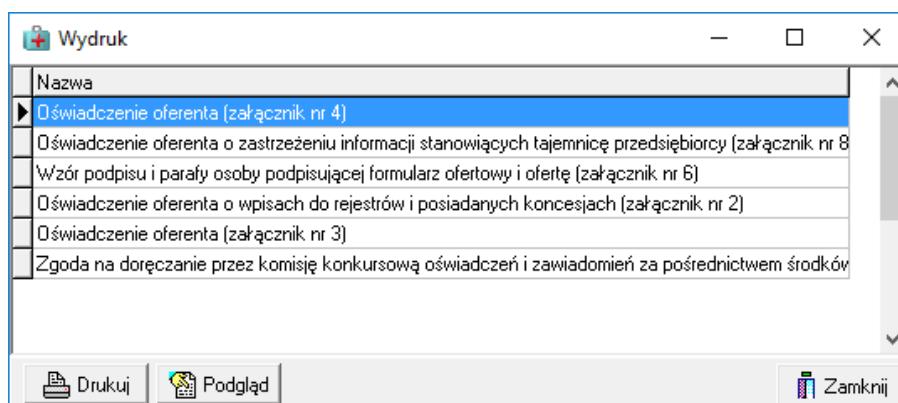 Wydruk
Nazwa
Oświadczenie oferenta (załącznik nr 4)
Oświadczenie oferenta o zastrzeżeniu informacji stanowiących tajemnicę przedsiębiorcy (załącznik nr 8
Wzór podpisu i parafy osoby podpisującej formularz ofertowy i ofertę (załącznik nr 6)
Oświadczenie oferenta o wpisach do rejestrów i posiadanych koncesjach (załącznik nr 2)
Oświadczenie oferenta (załącznik nr 3)
Zgoda na doręczanie przez komisję konkursową oświadczeń i zawiadomień za pośrednictwem środków
Drukuj Podgląd Zamknij